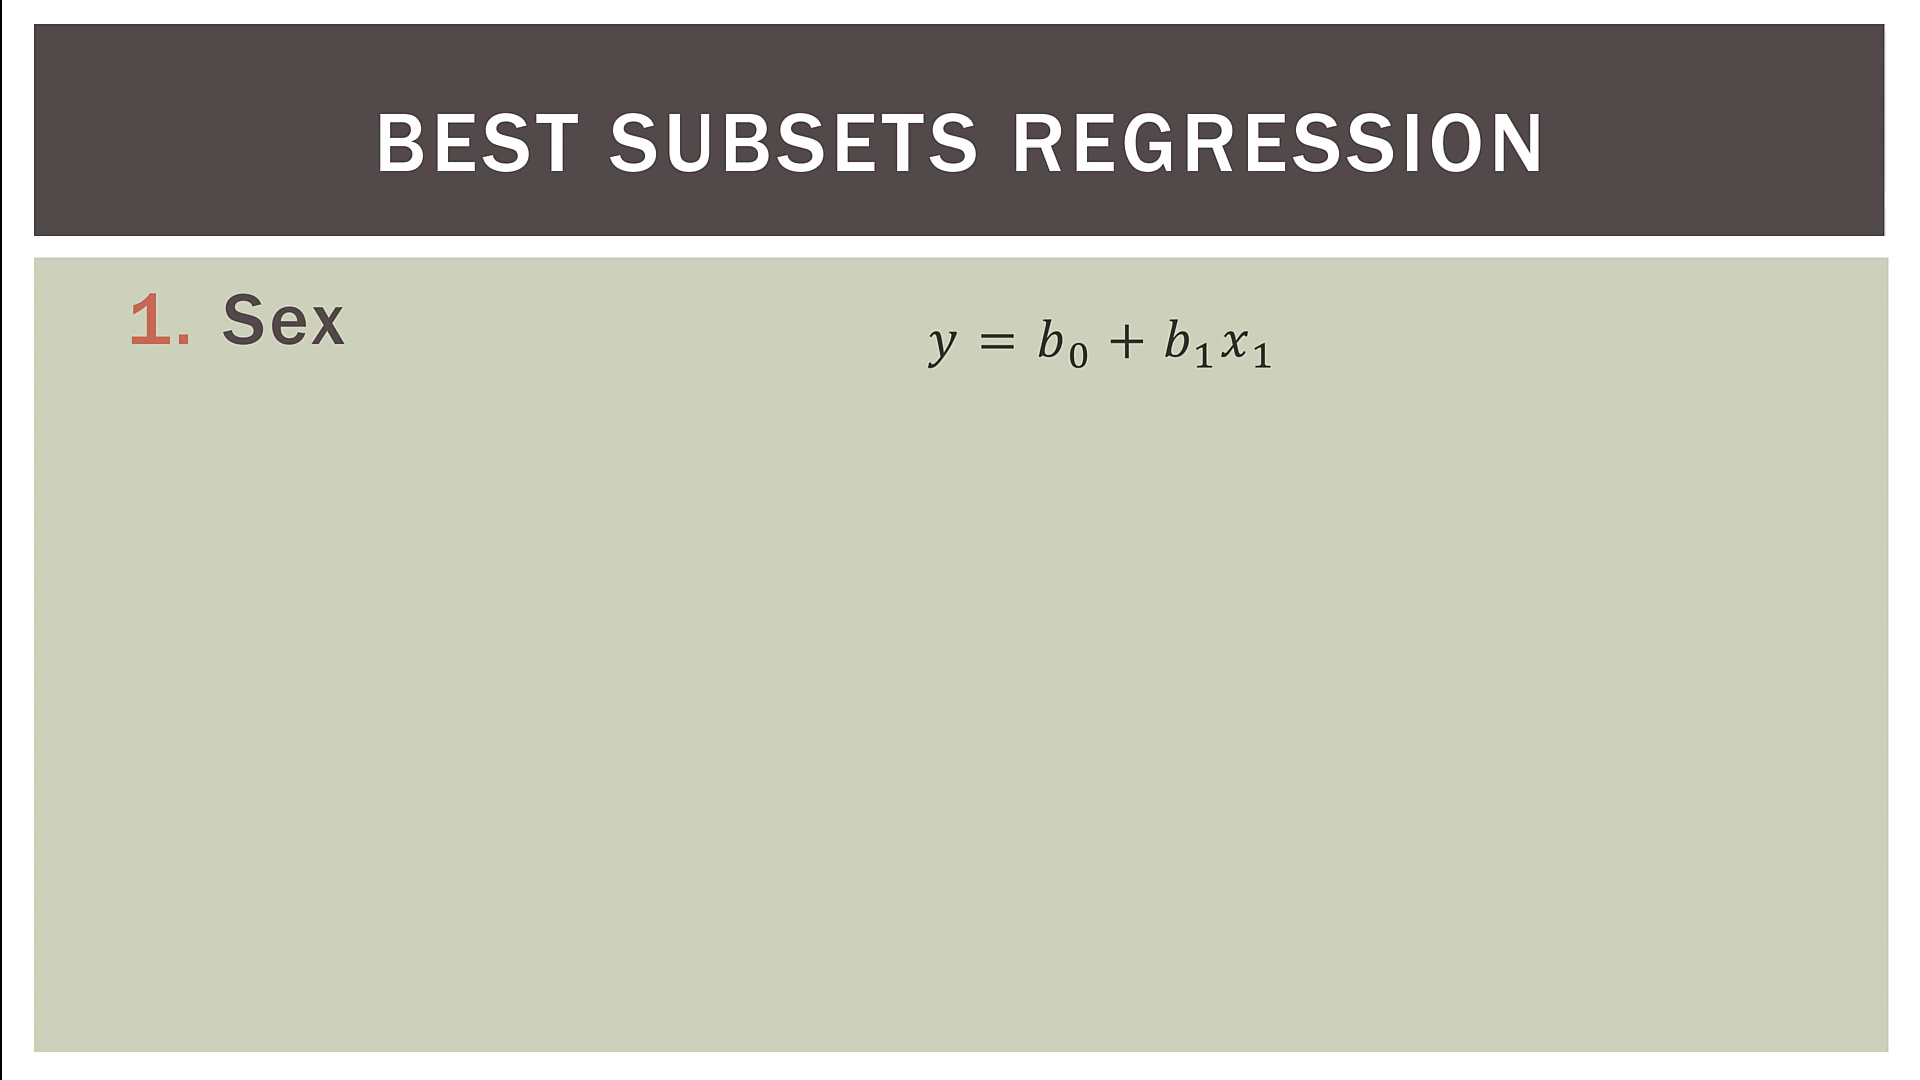 BEST SUBSETS REGRESSION
1. Sex
y = b₀ + b₁x₁